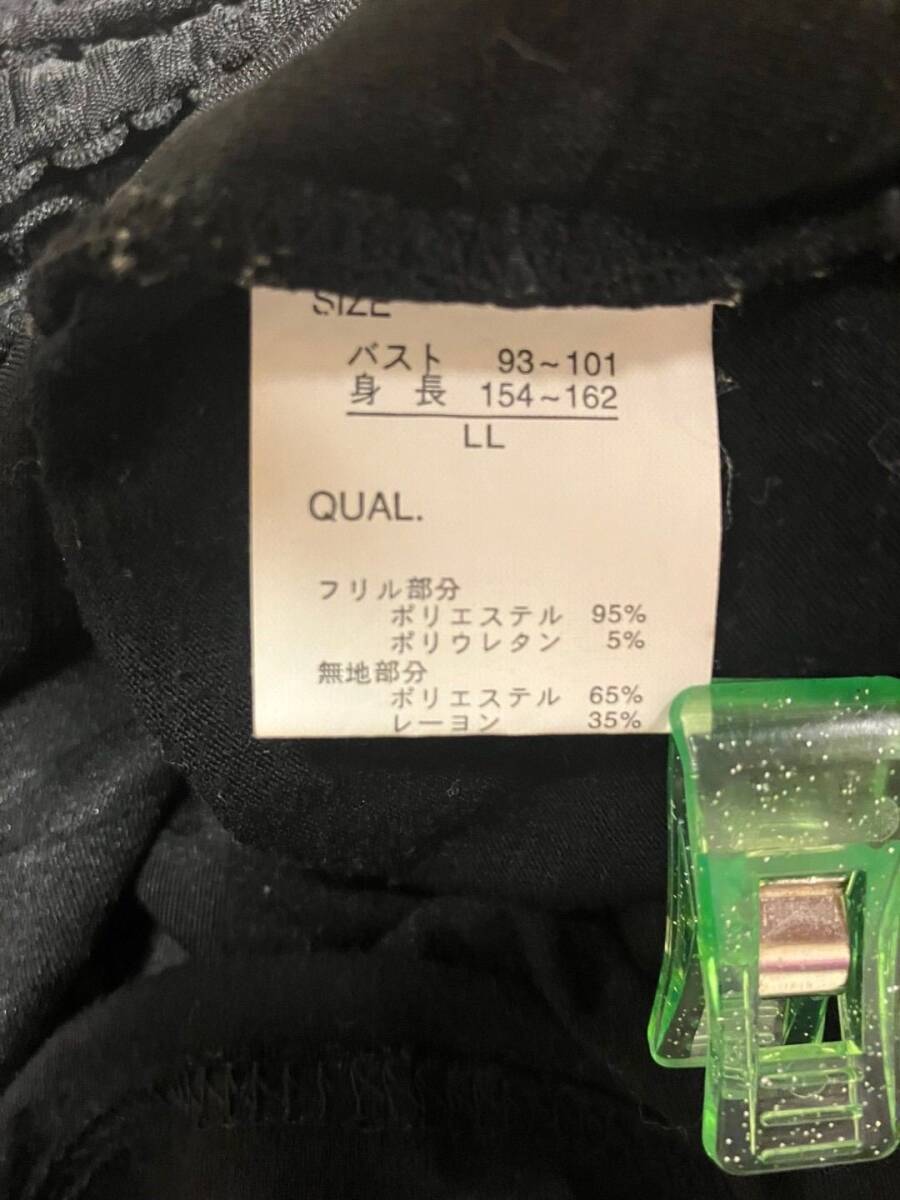 SIZE
バスト 93~101
身 長 154~162
LL
QUAL.
フリル部分
ポリエステル 95%
ポリウレタン 5%
無地部分
ポリエステル 65%
レーヨン 35%